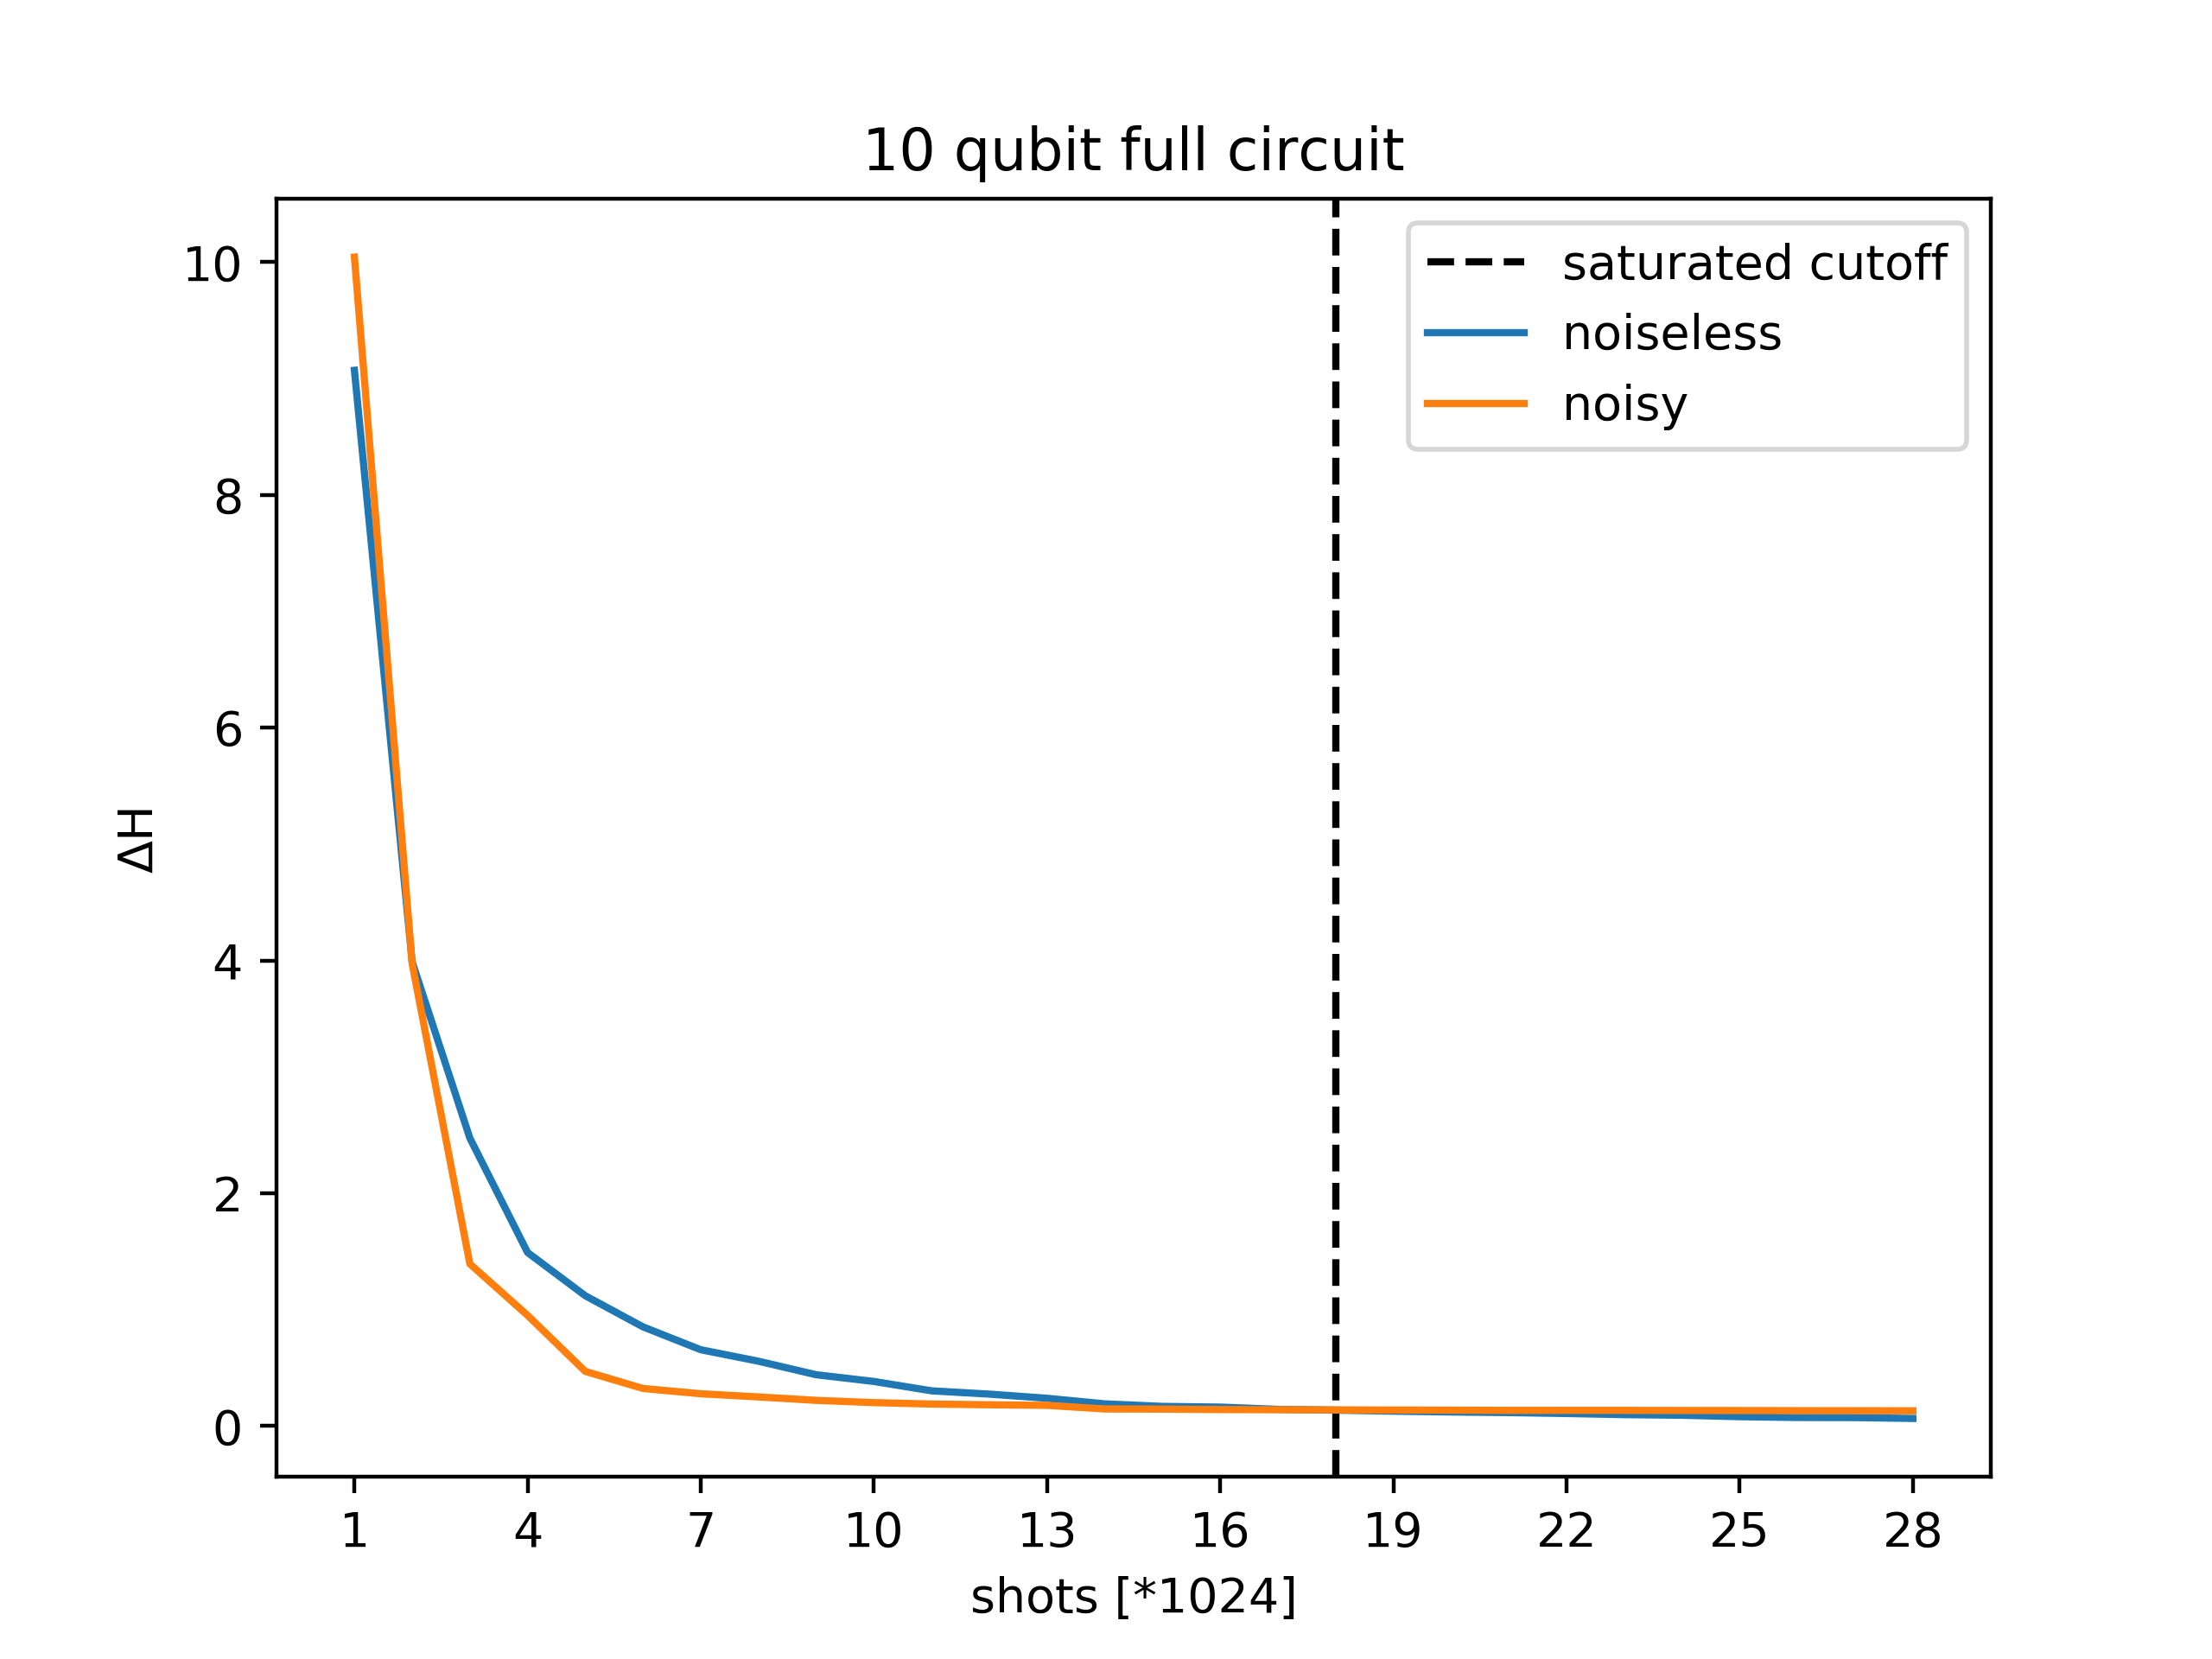 10 qubit full circuit
saturated cutoff
noiseless
noisy
10
8
6
4
2
0
ΔH
1 4 7 10 13 16 19 22 25 28
shots [*1024]